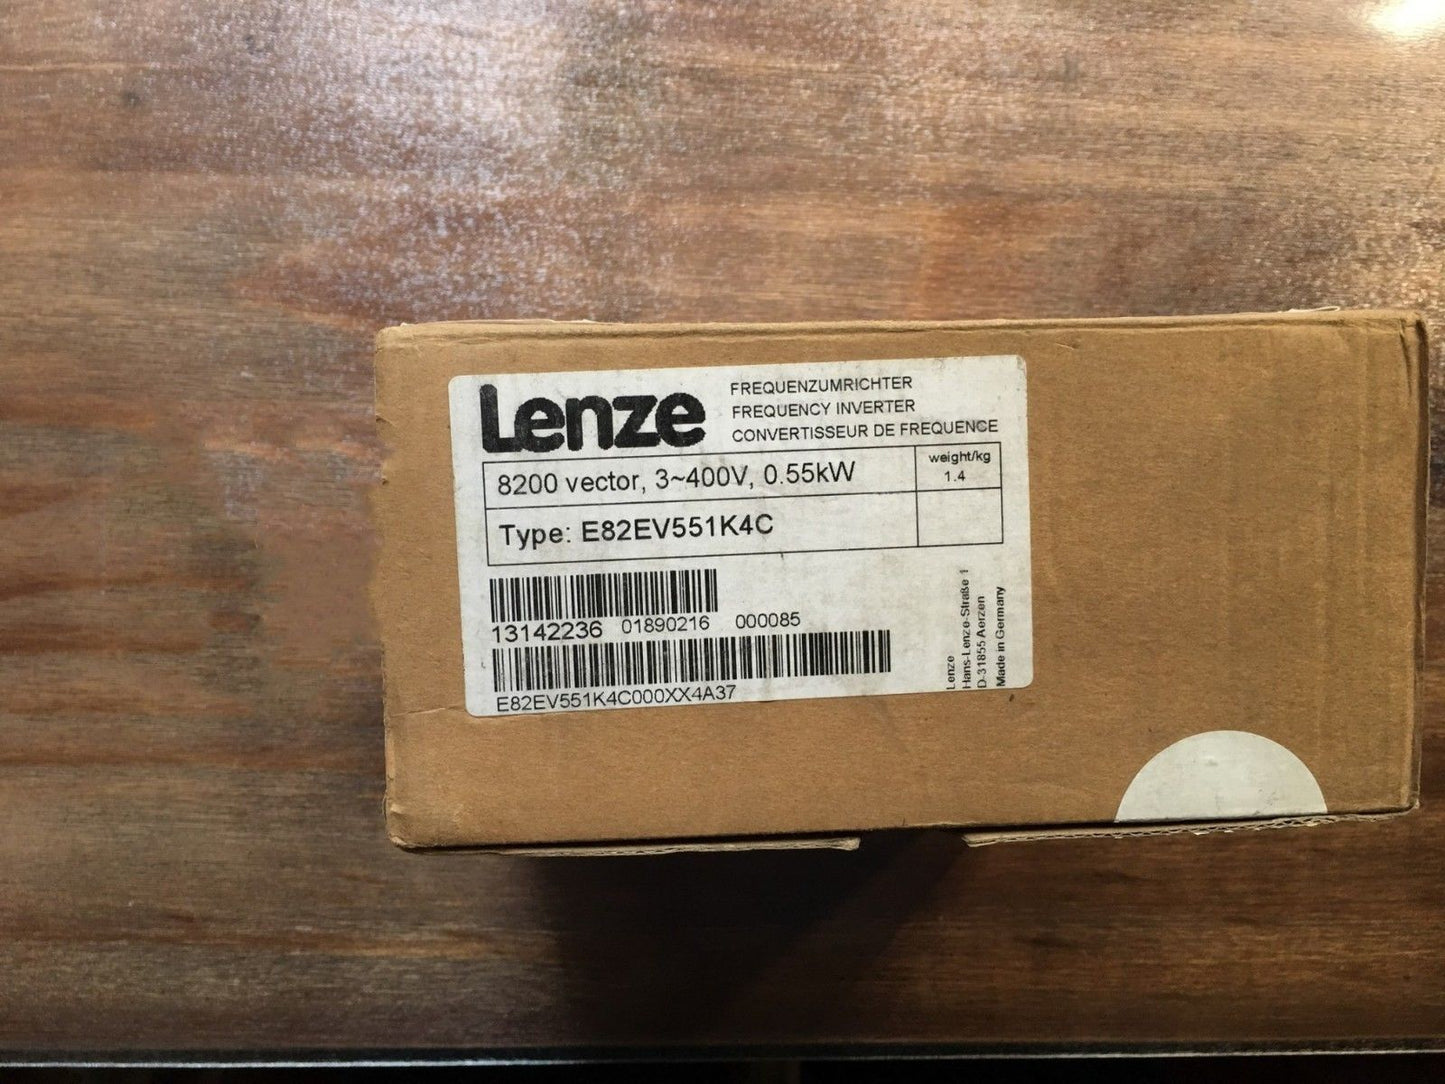 Lenze
FREQUENZUMRICHTER
FREQUENCY INVERTER
CONVERTISSEUR DE FREQUENCE
8200 vector, 3~400V, 0.55kW
weight/kg
1.4
Type: E82EV551K4C
13142236 01890216 000085
E82EV551K4C000XX4A37
Lenze
Hans-Lenze-Straße 1
D-31855 Aerzen
Made in Germany